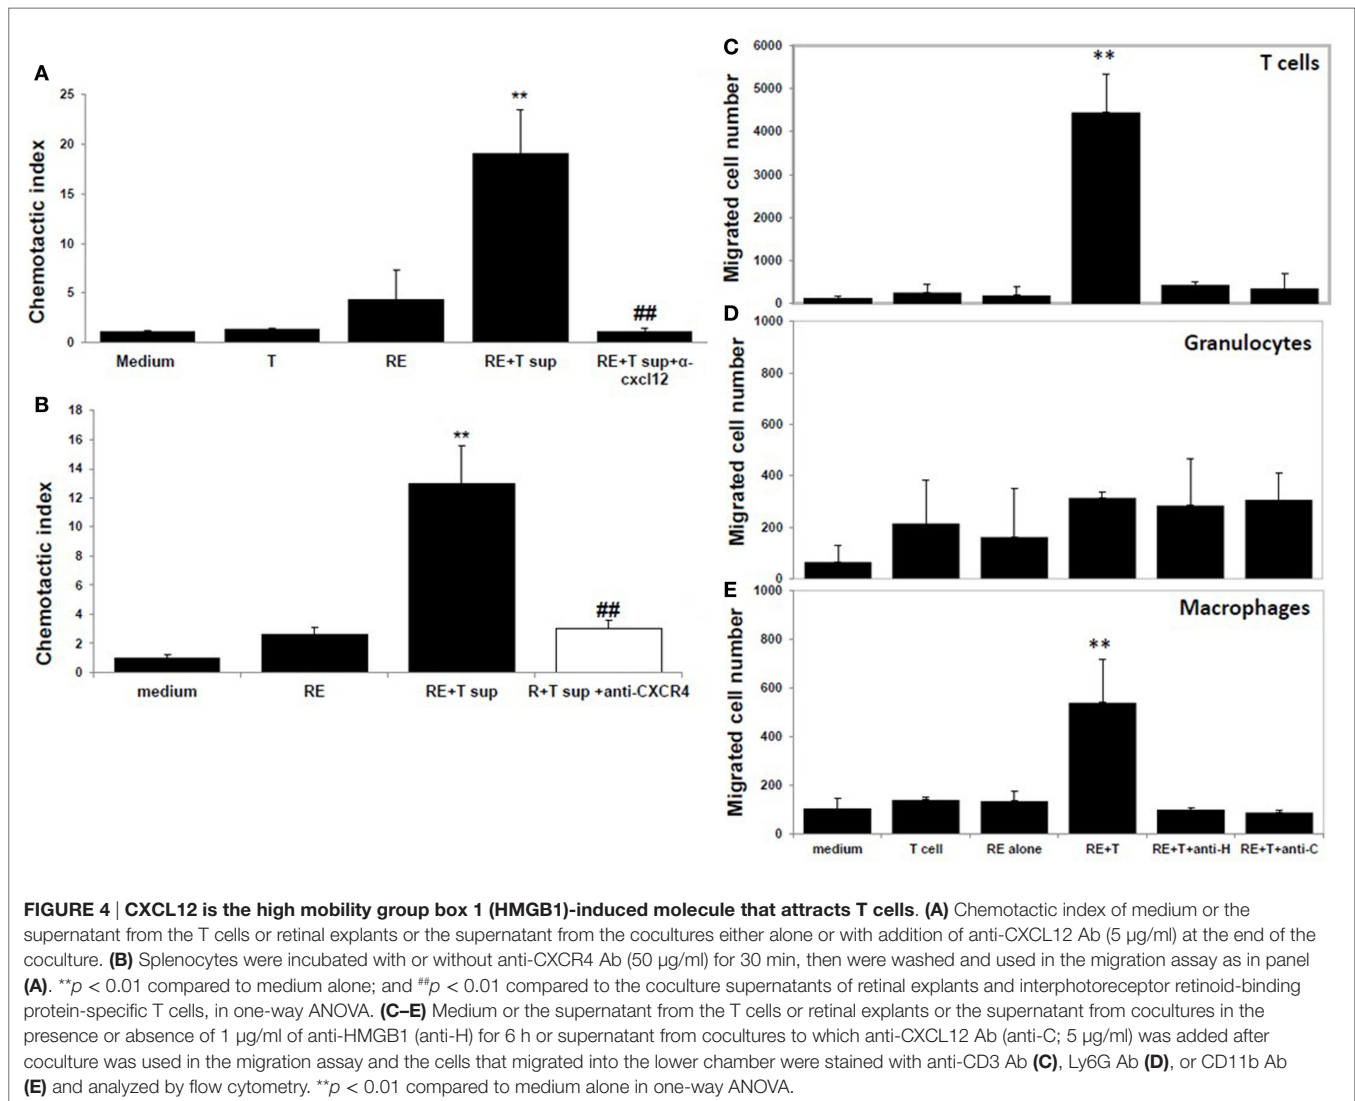 A
Chemotactic index
25
20
15
10
5
0
**
##
Medium
T
RE
RE+T sup
RE+T sup+α-
cxcl12
B
Chemotactic index
18
16
14
12
10
8
6
4
2
0
**
##
medium
RE
RE+T sup
R+T sup +anti-CXCR4
C
Migrated cell number
6000
5000
4000
3000
2000
1000
0
**
T cells
D
Migrated cell number
1000
800
600
400
200
0
Granulocytes
E
Migrated cell number
1000
800
600
400
200
0
**
Macrophages
medium
T cell
RE alone
RE+T
RE+T+anti-H
RE+T+anti-C
FIGURE 4 | CXCL12 is the high mobility group box 1 (HMGB1)-induced molecule that attracts T cells. (A) Chemotactic index of medium or the
supernatant from the T cells or retinal explants or the supernatant from the cocultures either alone or with addition of anti-CXCL12 Ab (5 µg/ml) at the end of the
coculture. (B) Splenocytes were incubated with or without anti-CXCR4 Ab (50 µg/ml) for 30 min, then were washed and used in the migration assay as in panel
(A). **p < 0.01 compared to medium alone; and ##p < 0.01 compared to the coculture supernatants of retinal explants and interphotoreceptor retinoid-binding
protein-specific T cells, in one-way ANOVA. (C–E) Medium or the supernatant from the T cells or retinal explants or the supernatant from cocultures in the
presence or absence of 1 µg/ml of anti-HMGB1 (anti-H) for 6 h or supernatant from cocultures to which anti-CXCL12 Ab (anti-C; 5 µg/ml) was added after
coculture was used in the migration assay and the cells that migrated into the lower chamber were stained with anti-CD3 Ab (C), Ly6G Ab (D), or CD11b Ab
(E) and analyzed by flow cytometry. **p < 0.01 compared to medium alone in one-way ANOVA.